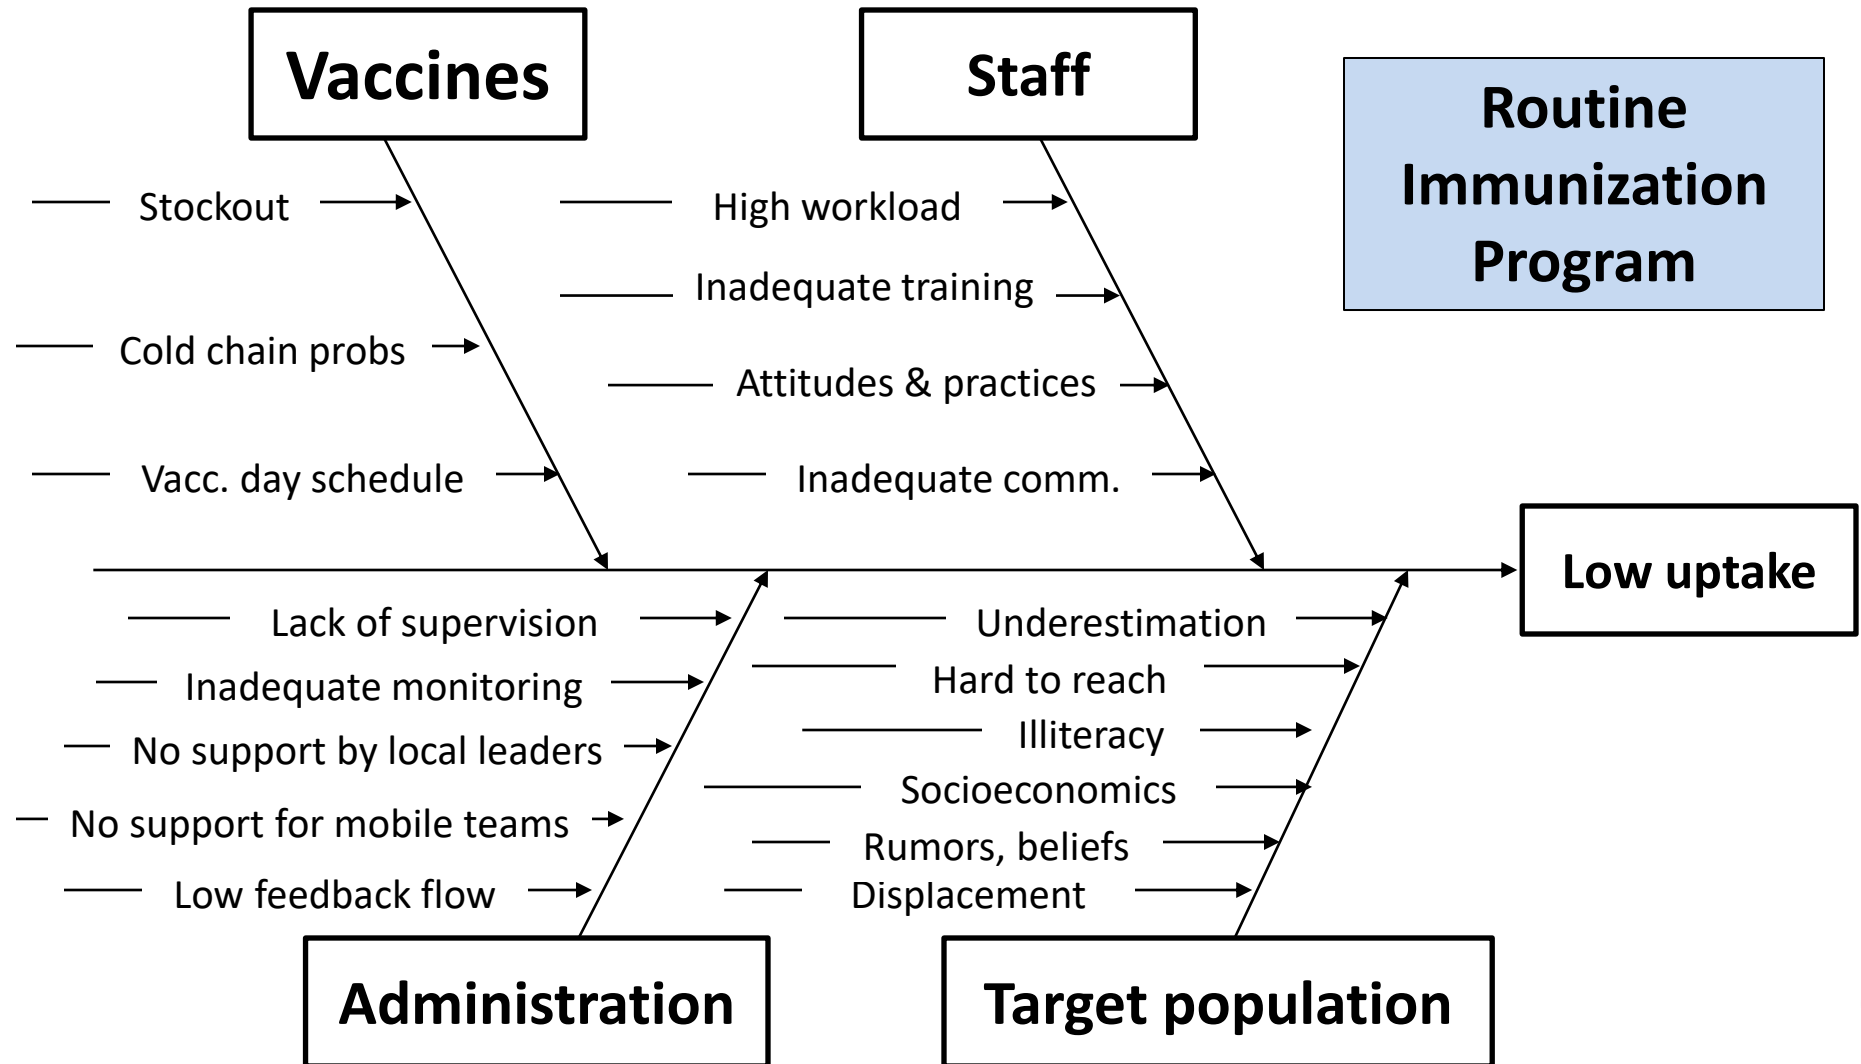 Vaccines
Staff
Routine
Immunization
Program
Stockout
Cold chain probs
Vacc. day schedule
High workload
Inadequate training
Attitudes & practices
Inadequate comm.
Low uptake
Lack of supervision
Inadequate monitoring
No support by local leaders
No support for mobile teams
Low feedback flow
Underestimation
Hard to reach
Illiteracy
Socioeconomics
Rumors, beliefs
Displacement
Administration
Target population